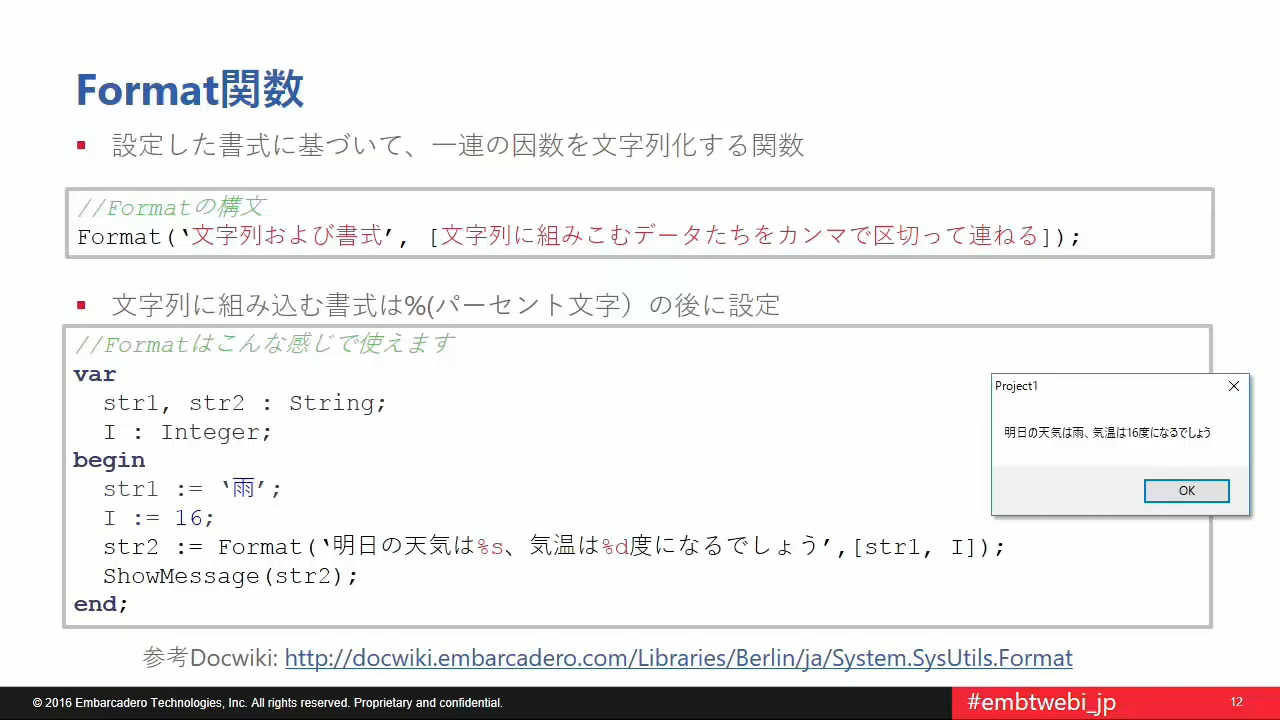 Format関数
▪ 設定した書式に基づいて、一連の因数を文字列化する関数
//Formatの構文
Format(‘文字列および書式’, [文字列に組みこむデータたちをカンマで区切って連ねる]);
▪ 文字列に組み込む書式は%(パーセント文字）の後に設定
//Formatはこんな感じで使えます
var
str1, str2 : String;
I : Integer;
begin
str1 := ‘雨’;
I := 16;
str2 := Format(‘明日の天気は%s、気温は%d度になるでしょう’,[str1, I]);
ShowMessage(str2);
end;
Project1
明日の天気は雨、気温は16度になるでしょう
OK
参考Docwiki: http://docwiki.embarcadero.com/Libraries/Berlin/ja/System.SysUtils.Format
© 2016 Embarcadero Technologies, Inc. All rights reserved. Proprietary and confidential.
#embtwebi_jp
12